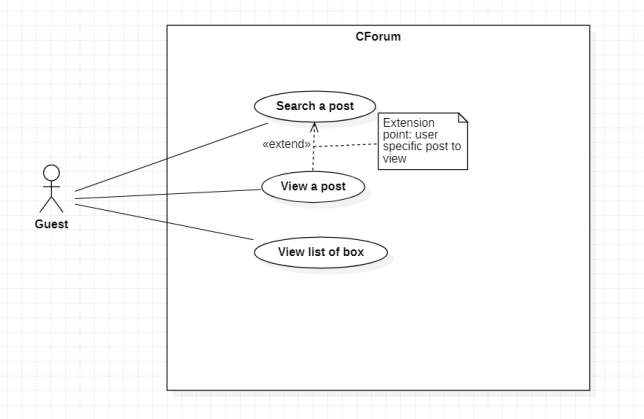 CForum
Search a post
Extension
point: user
specific post to
view
«extend»
View a post
Guest
View list of box